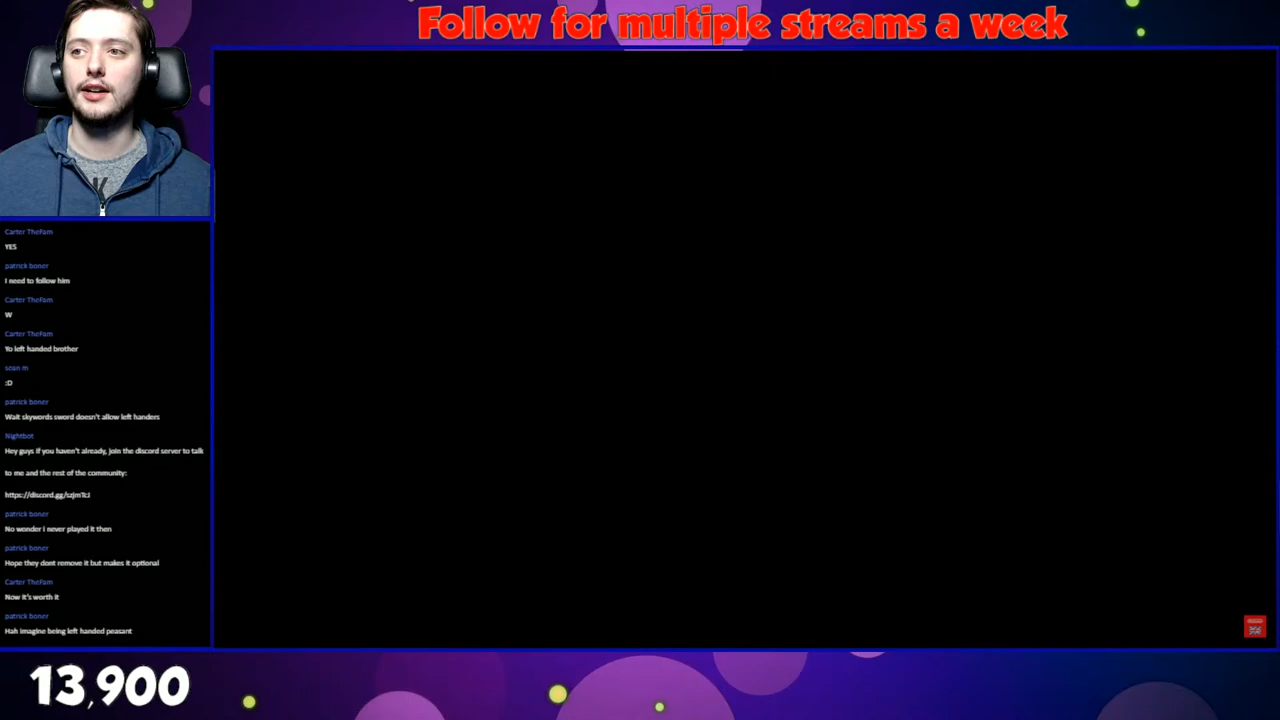 Follow for multiple streams a week
Carter TheFam
YES
patrick boner
I need to follow him
Carter TheFam
W
Carter TheFam
Yo left handed brother
sean m
:D
patrick boner
Wait skywords sword doesn't allow left handers
Nightbot
Hey guys if you haven't already, join the discord server to talk
to me and the rest of the community:
https://discord.gg/szjmTcJ
patrick boner
No wonder i never played it then
patrick boner
Hope they dont remove it but makes it optional
Carter TheFam
Now it's worth it
patrick boner
Hah imagine being left handed peasant
13,900